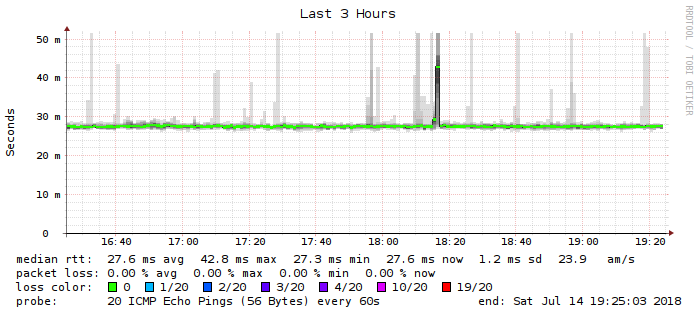 Last 3 Hours
RRDTOOL / TOBI OETIKER
Seconds
50 m
40 m
30 m
20 m
10 m
0
16:40 17:00 17:20 17:40 18:00 18:20 18:40 19:00 19:20
median rtt: 27.6 ms avg 42.8 ms max 27.3 ms min 27.6 ms now 1.2 ms sd 23.9 am/s
packet loss: 0.00 % avg 0.00 % max 0.00 % min 0.00 % now
loss color: 0 1/20 2/20 3/20 4/20 10/20 19/20
probe: 20 ICMP Echo Pings (56 Bytes) every 60s end: Sat Jul 14 19:25:03 2018